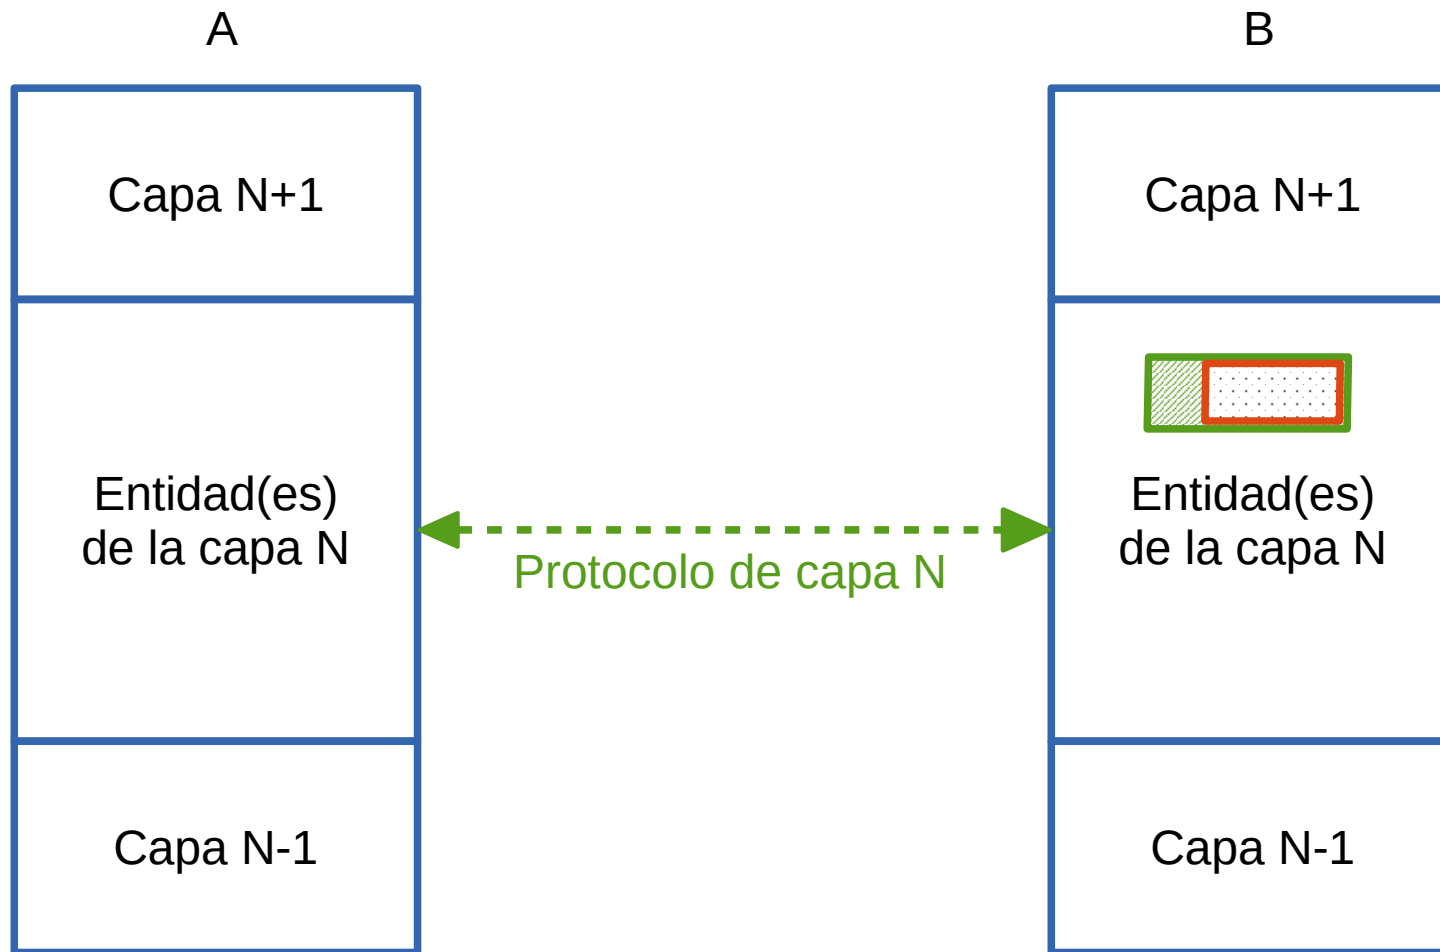 A
B
Capa N+1
Capa N+1
Entidad(es)
de la capa N
Protocolo de capa N
Entidad(es)
de la capa N
Capa N-1
Capa N-1